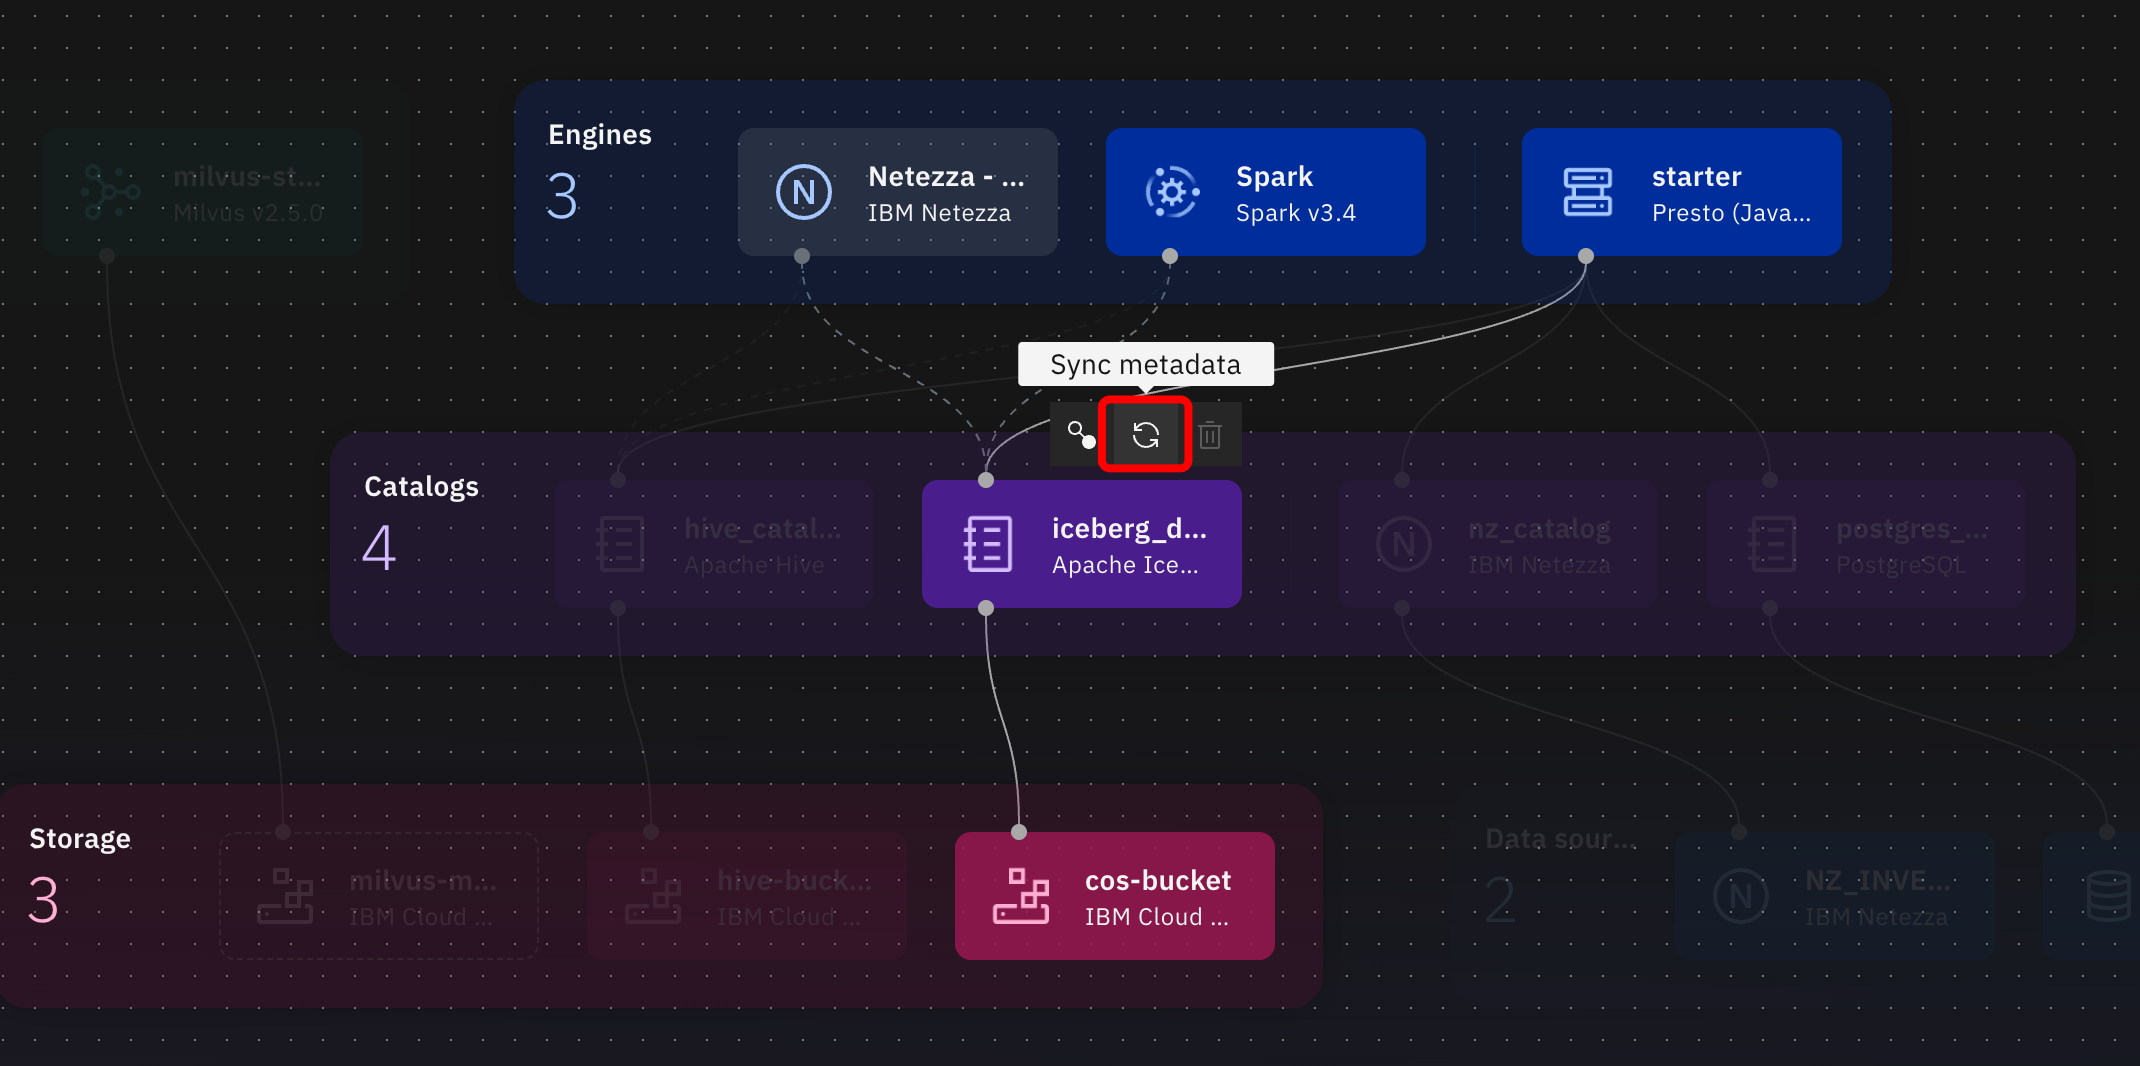 milvus-st...
Milvus v2.5.0
Engines
3
Netezza - ...
IBM Netezza
Spark
Spark v3.4
starter
Presto (Java...
Sync metadata
Catalogs
4
hive_catal...
Apache Hive
iceberg_d...
Apache Ice...
nz_catalog
IBM Netezza
postgres_...
PostgreSQL
Storage
3
milvus-m...
IBM Cloud ...
hive-buck...
IBM Cloud ...
cos-bucket
IBM Cloud ...
Data sour...
2
NZ_INVE...
IBM Netezza